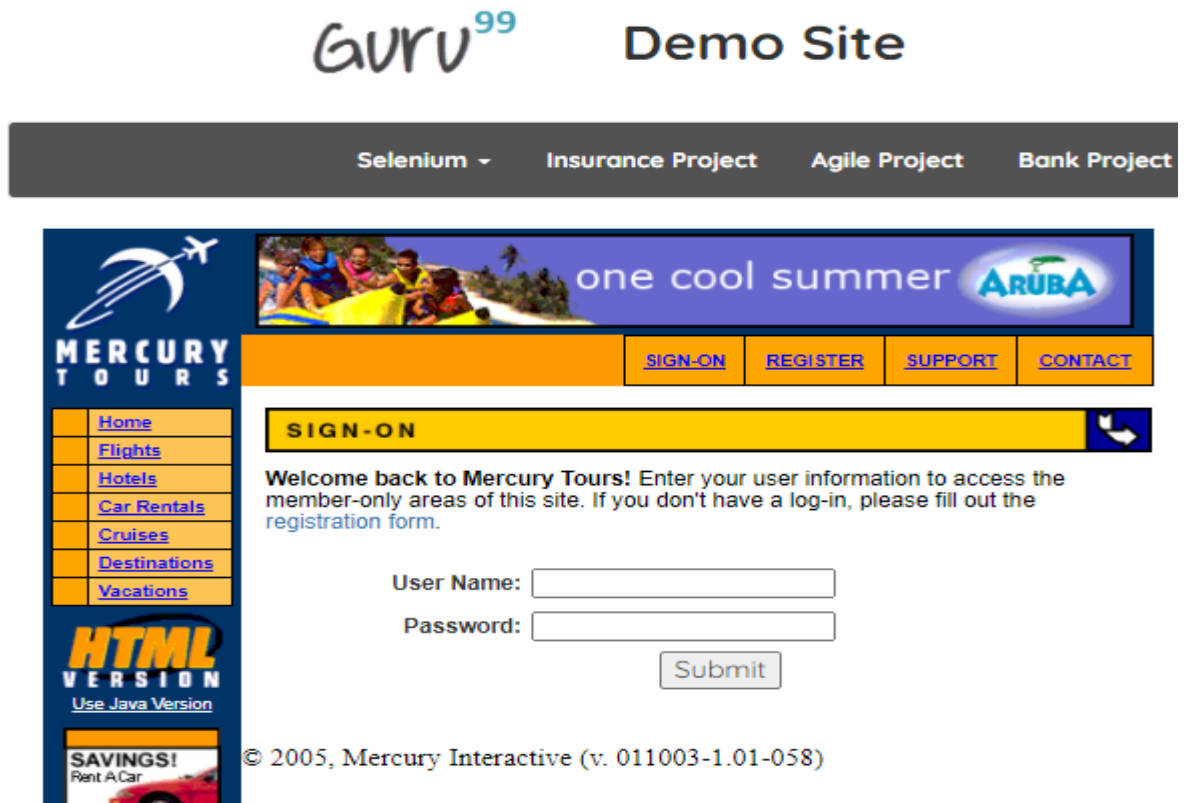 Guru99 Demo Site
Selenium Insurance Project Agile Project Bank Project
one cool summer ARUBA
MERCURY
TOURS
SIGN-ON REGISTER SUPPORT CONTACT
Home
Flights
Hotels
Car Rentals
Cruises
Destinations
Vacations
HTML
VERSION
Use Java Version
SAVINGS!
Rent A Car
SIGN-ON
Welcome back to Mercury Tours! Enter your user information to access the
member-only areas of this site. If you don't have a log-in, please fill out the
registration form.
User Name:
Password:
Submit
© 2005, Mercury Interactive (v. 011003-1.01-058)